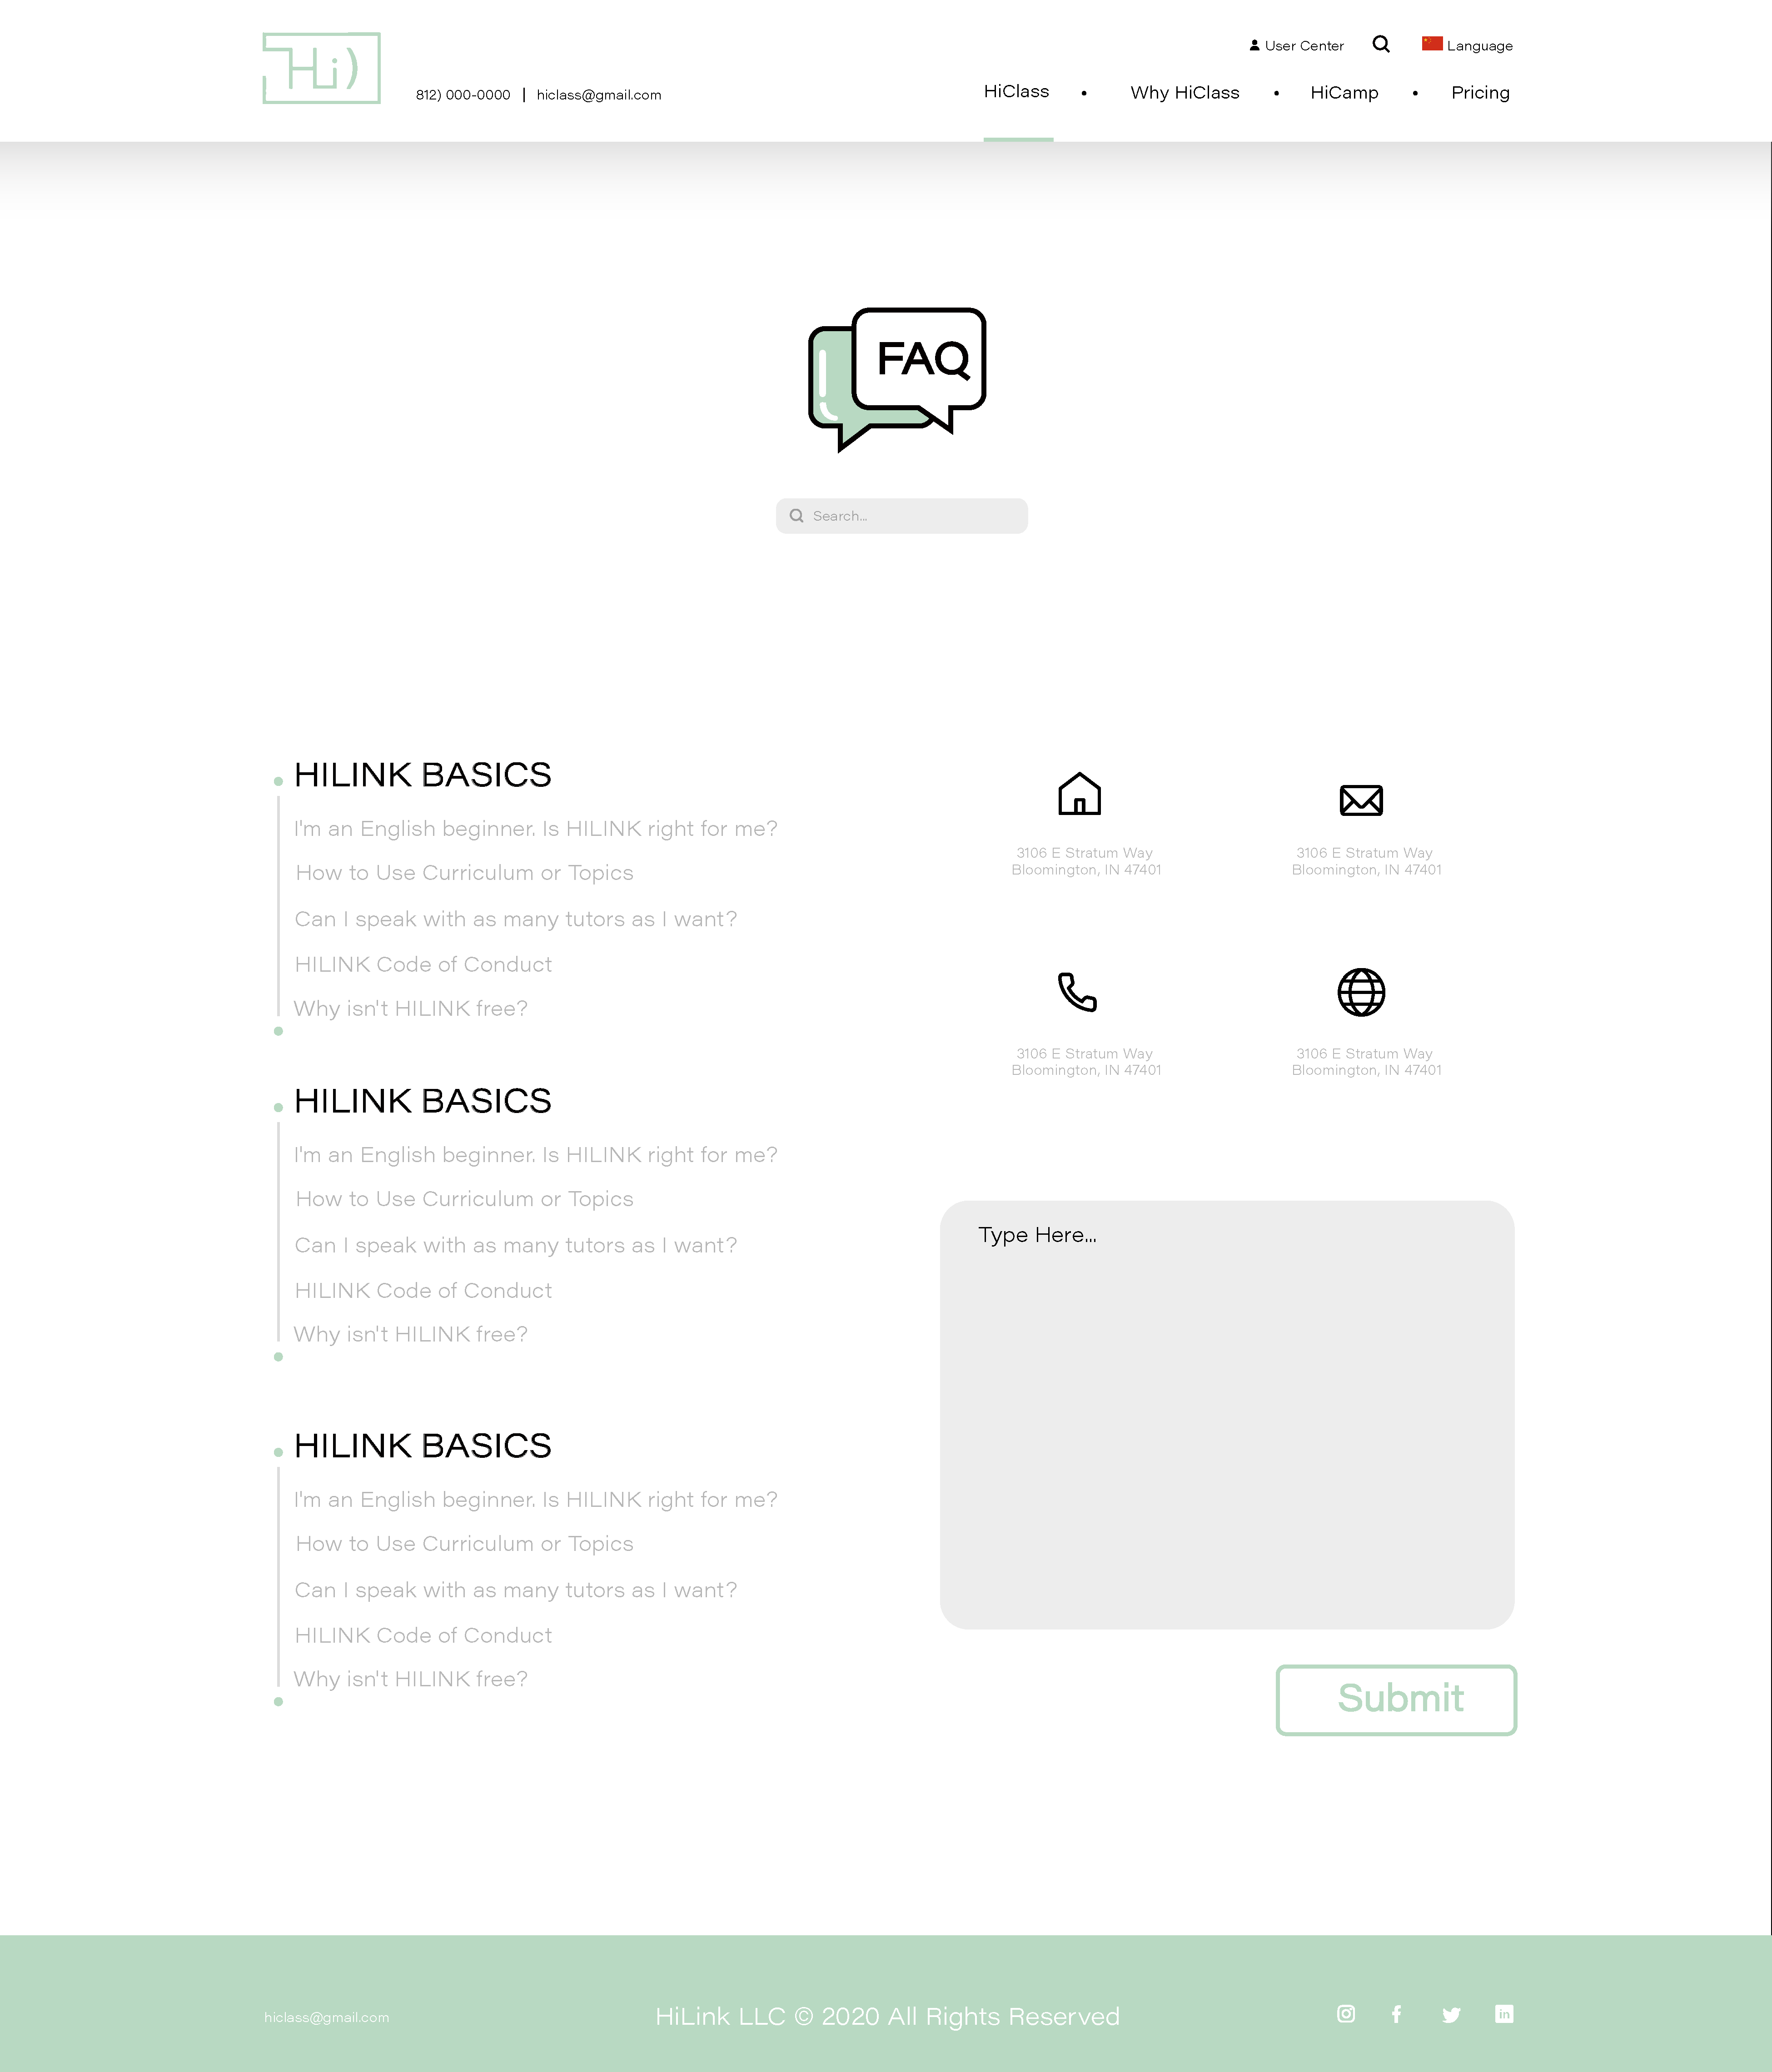 Hi)
User Center
Language
812) 000-0000 | hiclass@gmail.com
HiClass • Why HiClass • HiCamp • Pricing
FAQ
Search...
HILINK BASICS
I'm an English beginner. Is HILINK right for me?
How to Use Curriculum or Topics
Can I speak with as many tutors as I want?
HILINK Code of Conduct
Why isn't HILINK free?
HILINK BASICS
I'm an English beginner. Is HILINK right for me?
How to Use Curriculum or Topics
Can I speak with as many tutors as I want?
HILINK Code of Conduct
Why isn't HILINK free?
HILINK BASICS
I'm an English beginner. Is HILINK right for me?
How to Use Curriculum or Topics
Can I speak with as many tutors as I want?
HILINK Code of Conduct
Why isn't HILINK free?
3106 E Stratum Way
Bloomington, IN 47401
3106 E Stratum Way
Bloomington, IN 47401
3106 E Stratum Way
Bloomington, IN 47401
3106 E Stratum Way
Bloomington, IN 47401
Type Here...
Submit
hiclass@gmail.com
HiLink LLC © 2020 All Rights Reserved
in